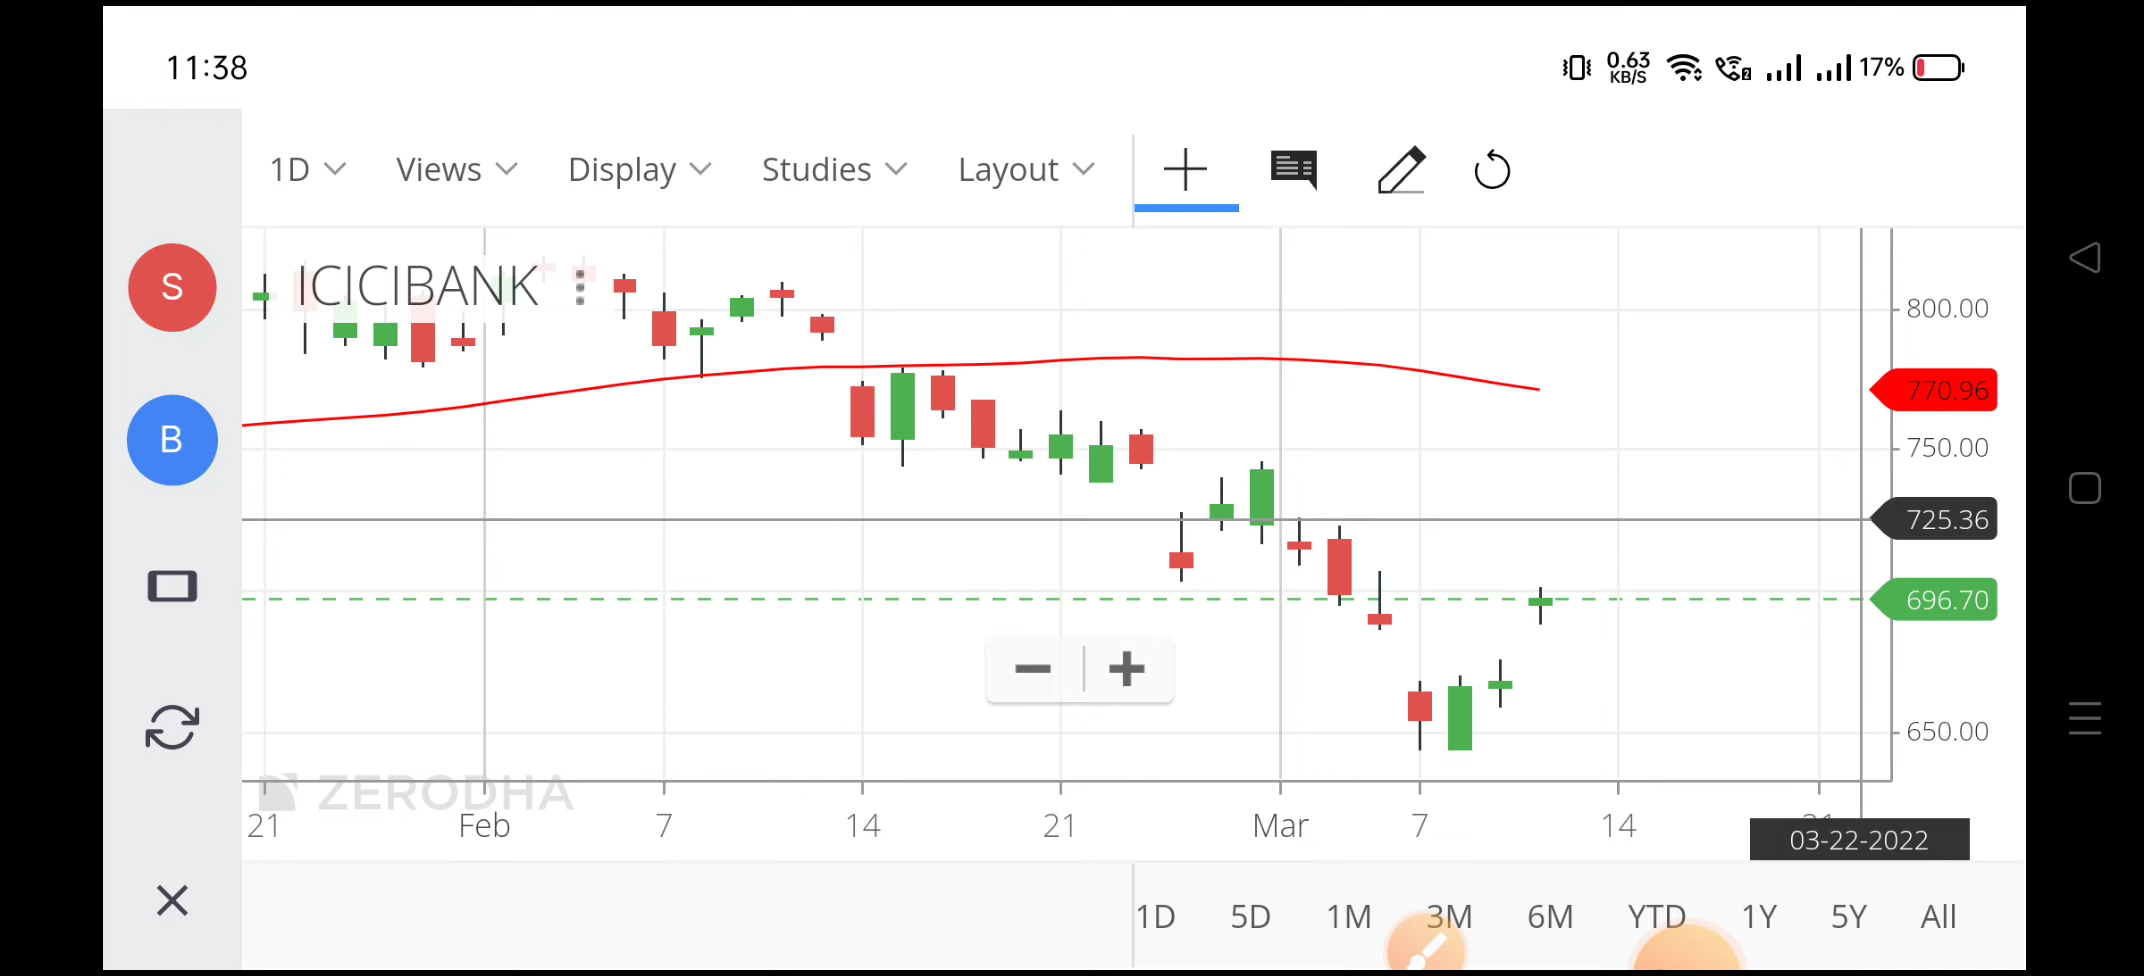 11:38
0.63
KB/S
2
17%
1D Views Display Studies Layout
S
ICICIBANK
800.00
770.96
B
750.00
725.36
696.70
650.00
ZERODHA
21 Feb 7 14 21 Mar 7 14
03-22-2022
1D 5D 1M 3M 6M YTD 1Y 5Y All